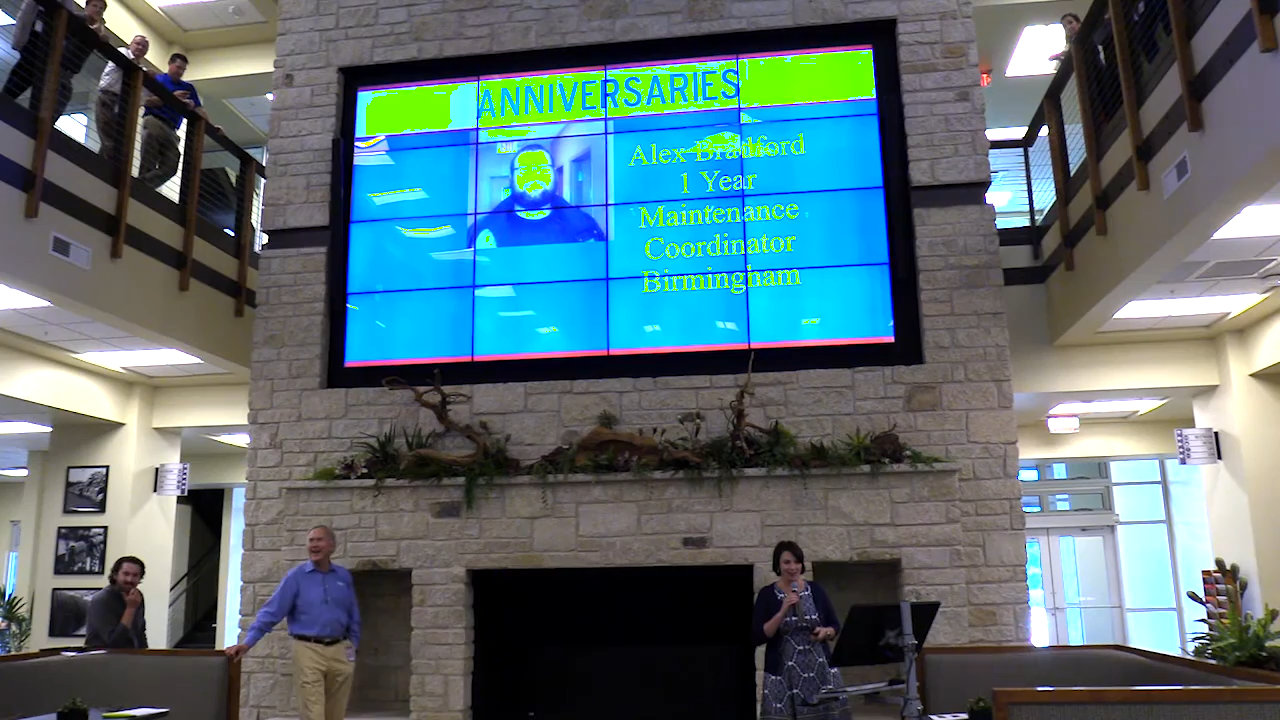 ANNIVERSARIES
Alex Bradford
1 Year
Maintenance
Coordinator
Birmingham